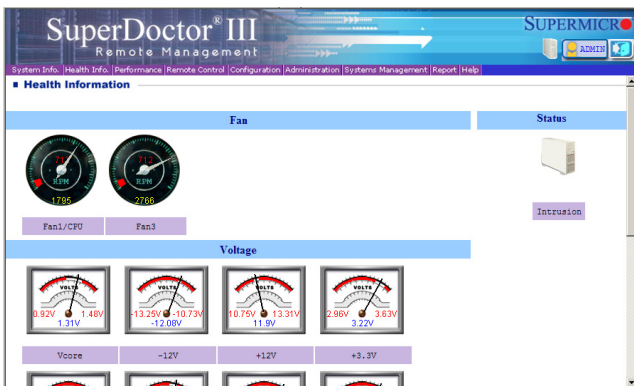 SuperDoctor® III
Remote Management
SUPERMICRO
ADMIN
System Info. |Health Info. |Performance |Remote Control |Configuration |Administration |Systems Management |Report |Help|
Health Information
Fan
Status
712
RPM
1795
712
RPM
2766
Fan1/CPU
Fan3
Intrusion
Voltage
VOLTS
0.92V 1.48V
1.31V
VOLTS
-13.25V -10.73V
-12.08V
VOLTS
10.75V 13.31V
11.9V
VOLTS
2.96V 3.63V
3.22V
Vcore
-12V
+12V
+3.3V